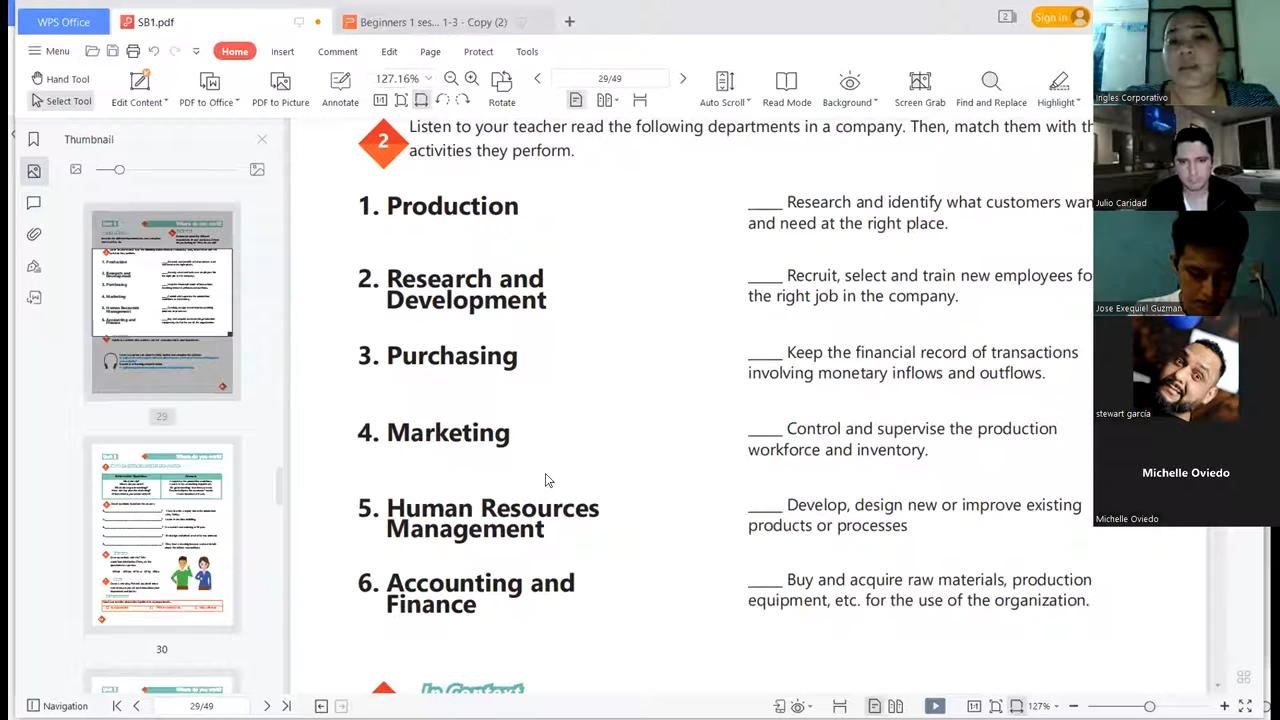 WPS Office
SB1.pdf
Beginners 1 ses... 1-3 - Copy (2)
2
Sign in
Menu
Home
Insert
Comment
Edit
Page
Protect
Tools
Hand Tool
Select Tool
Edit Content
PDF to Office
PDF to Picture
Annotate
127.16%
29/49
Rotate
Auto Scroll
Read Mode
Background
Screen Grab
Find and Replace
Highlight
Thumbnail
29
30
2
Listen to your teacher read the following departments in a company. Then, match them with th
activities they perform.
1. Production
____ Research and identify what customers wan
and need at the right place.
2. Research and
Development
____ Recruit, select and train new employees fo
the right job in the company.
3. Purchasing
____ Keep the financial record of transactions
involving monetary inflows and outflows.
4. Marketing
____ Control and supervise the production
workforce and inventory.
5. Human Resources
Management
____ Develop, design new or improve existing
products or processes
6. Accounting and
Finance
____ Buy and acquire raw materials, production
equipment, etc. for the use of the organization.
In Context
Ingles Corporativo
Julio Caridad
Jose Exequiel Guzman
stewart garcía
Michelle Oviedo
Michelle Oviedo
Navigation
29/49
127%